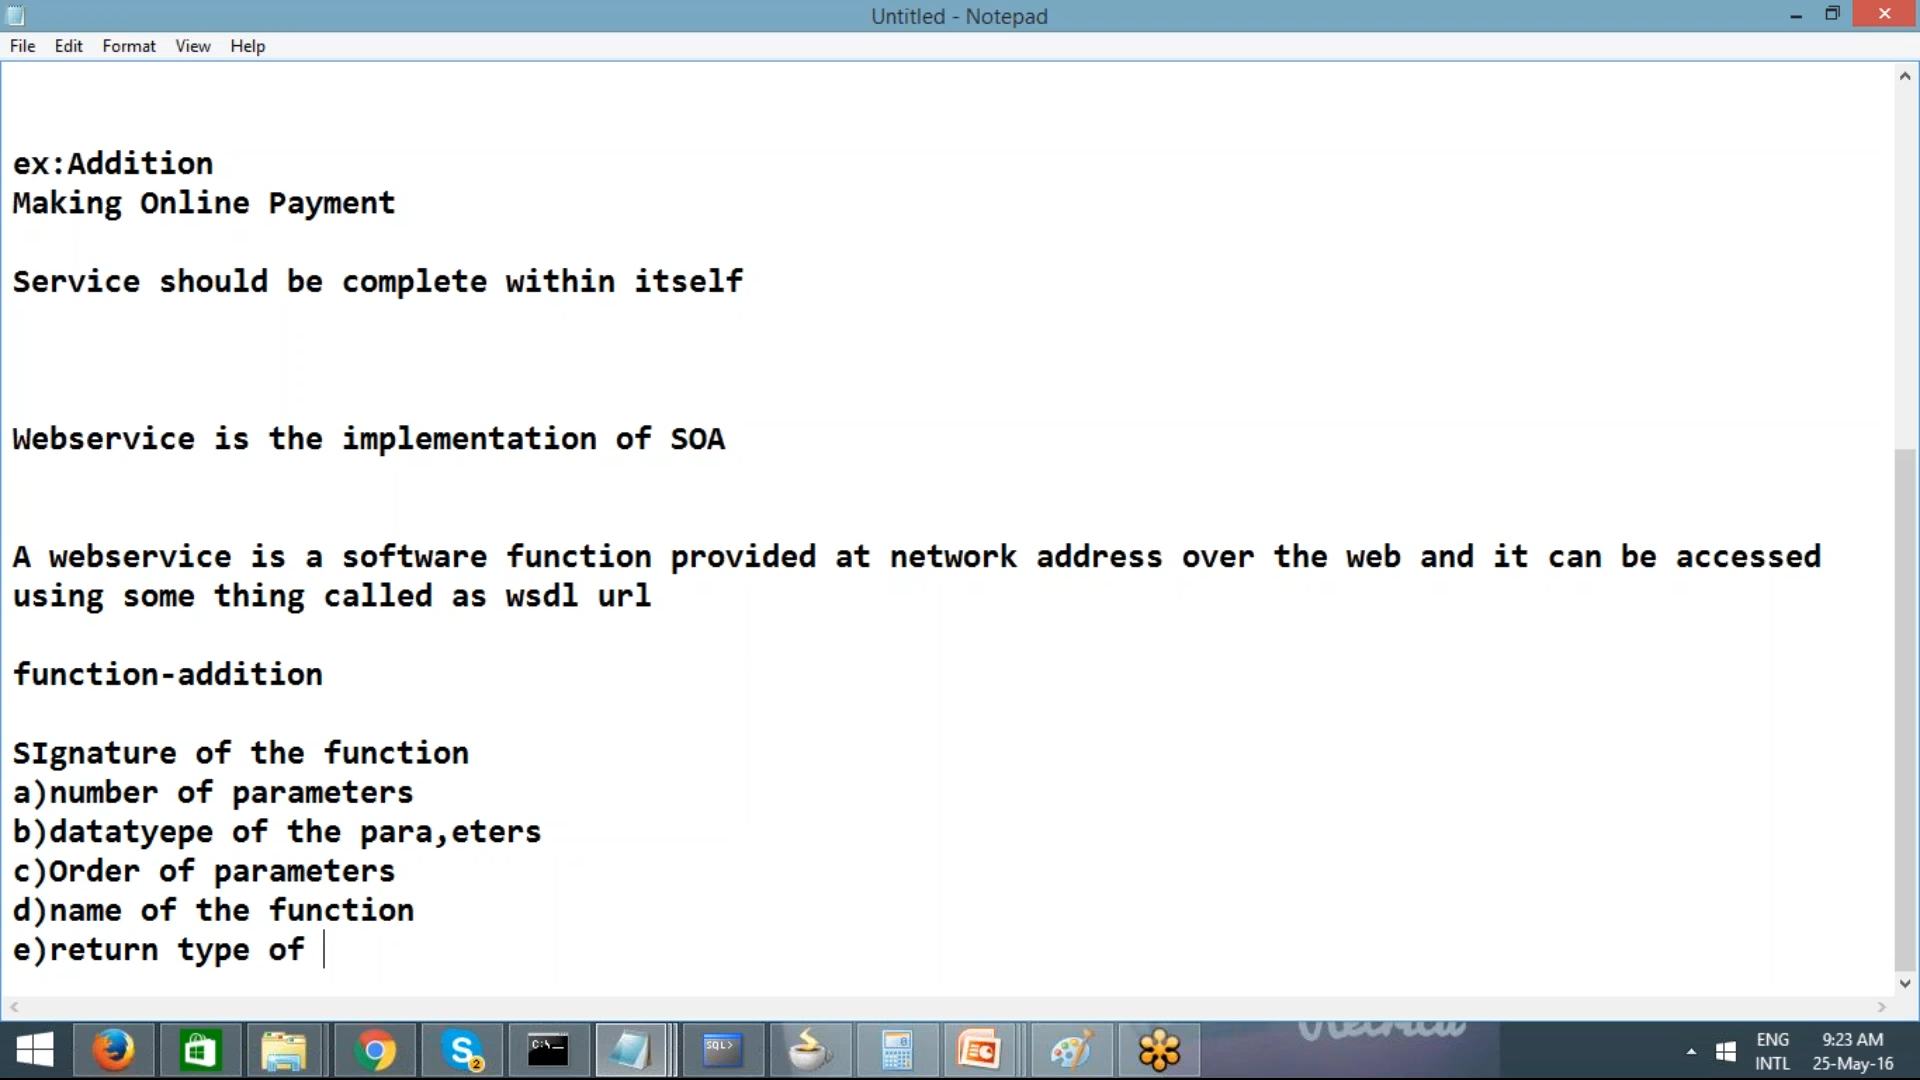 Untitled - Notepad
File Edit Format View Help
ex:Addition
Making Online Payment
Service should be complete within itself
Webservice is the implementation of SOA
A webservice is a software function provided at network address over the web and it can be accessed
using some thing called as wsdl url
function-addition
SIgnature of the function
a)number of parameters
b)datatyepe of the para,eters
c)Order of parameters
d)name of the function
e)return type of
S 2
C:\
SQL>
ENG 9:23 AM
INTL 25-May-16